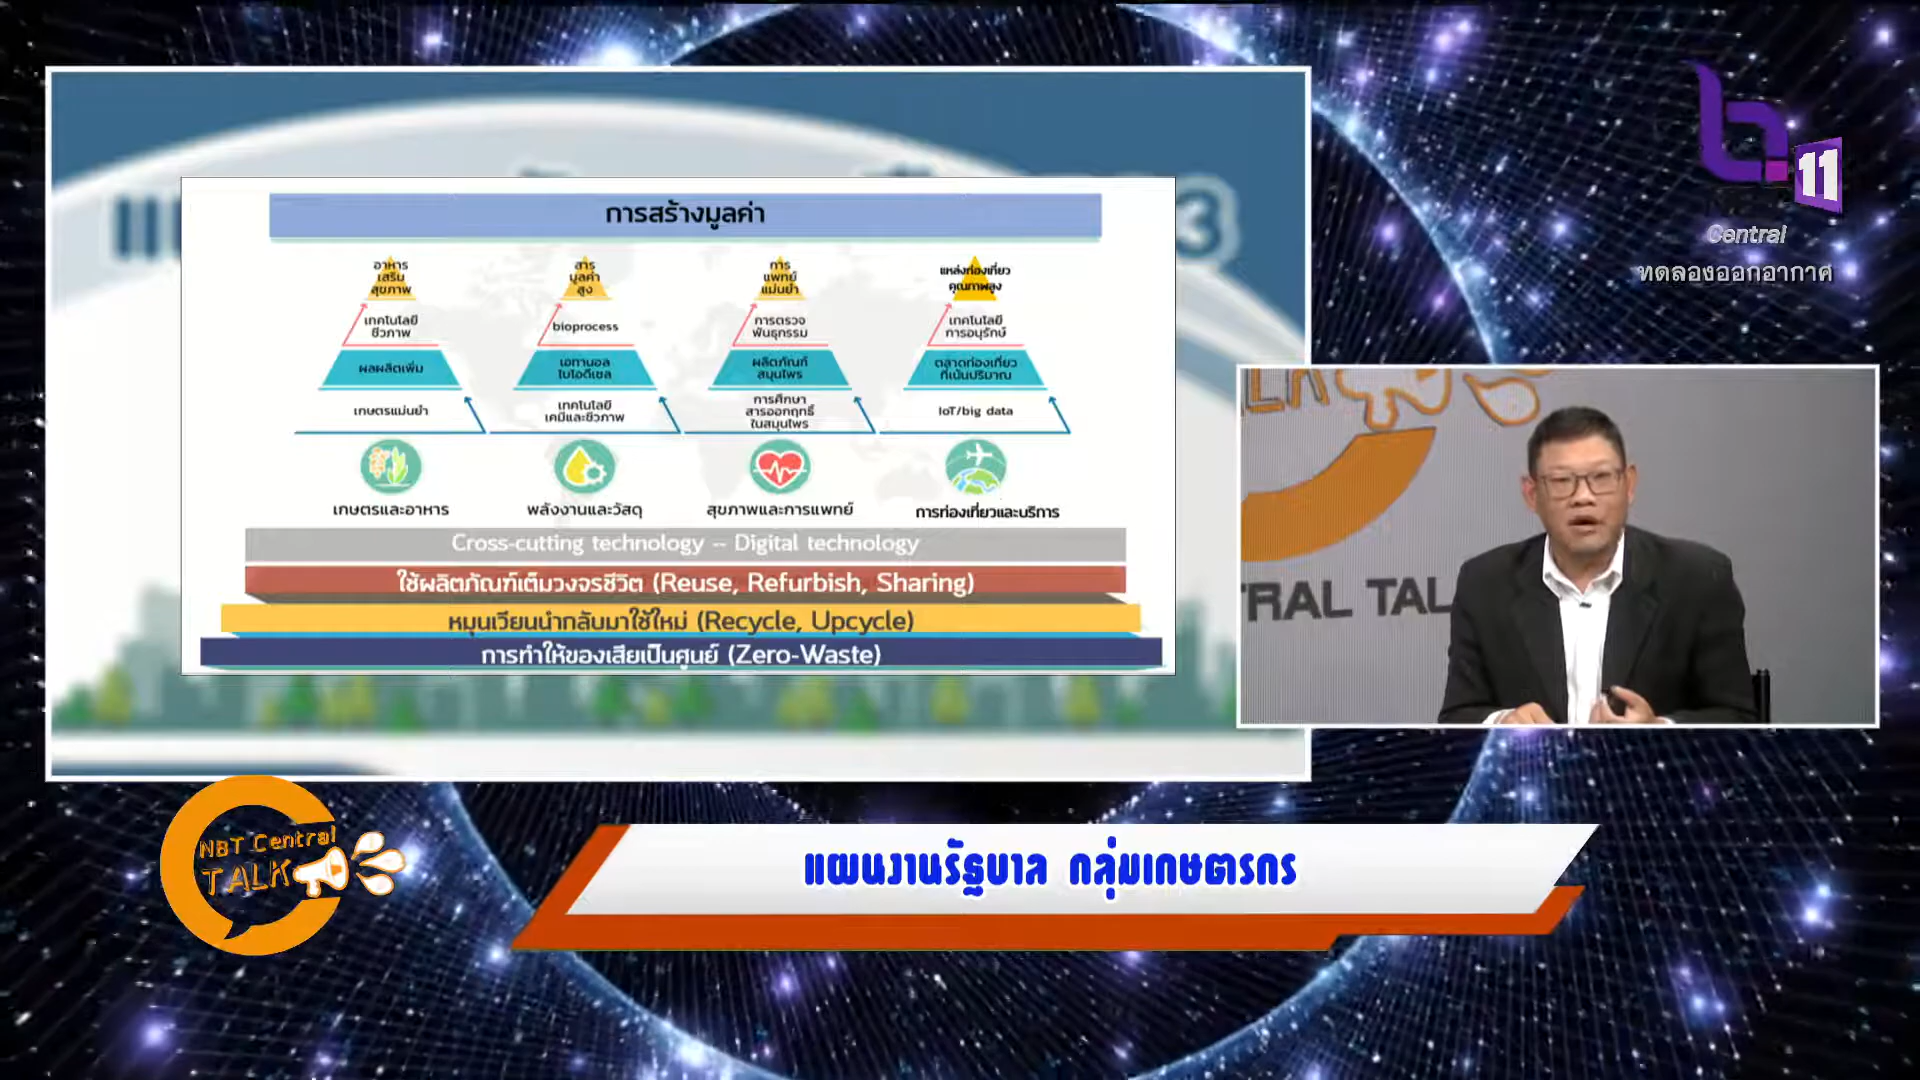 การสร้างมูลค่า
อาหาร
เสริม
สุขภาพ
เทคโนโลยี
ชีวภาพ
ผลผลิตเพิ่ม
เกษตรแม่นยำ
เกษตรและอาหาร
สาร
มูลค่า
สูง
bioprocess
เอทานอล
ไบโอดีเซล
เทคโนโลยี
เคมีและชีวภาพ
พลังงานและวัสดุ
การ
แพทย์
แม่นยำ
การตรวจ
พันธุกรรม
ผลิตภัณฑ์
สมุนไพร
การศึกษา
สารออกฤทธิ์
ในสมุนไพร
สุขภาพและการแพทย์
แหล่งท่องเที่ยว
คุณภาพสูง
เทคโนโลยี
การอนุรักษ์
ตลาดท่องเที่ยว
ที่เน้นปริมาณ
IoT/big data
การท่องเที่ยวและบริการ
Cross-cutting technology -- Digital technology
ใช้ผลิตภัณฑ์เต็มวงจรชีวิต (Reuse, Refurbish, Sharing)
หมุนเวียนนำกลับมาใช้ใหม่ (Recycle, Upcycle)
การทำให้ของเสียเป็นศูนย์ (Zero-Waste)
3
11
Central
ทดลองออกอากาศ
TRAL TAL
NBT Central
TALK
แผนงานรัฐบาล กลุ่มเกษตรกร